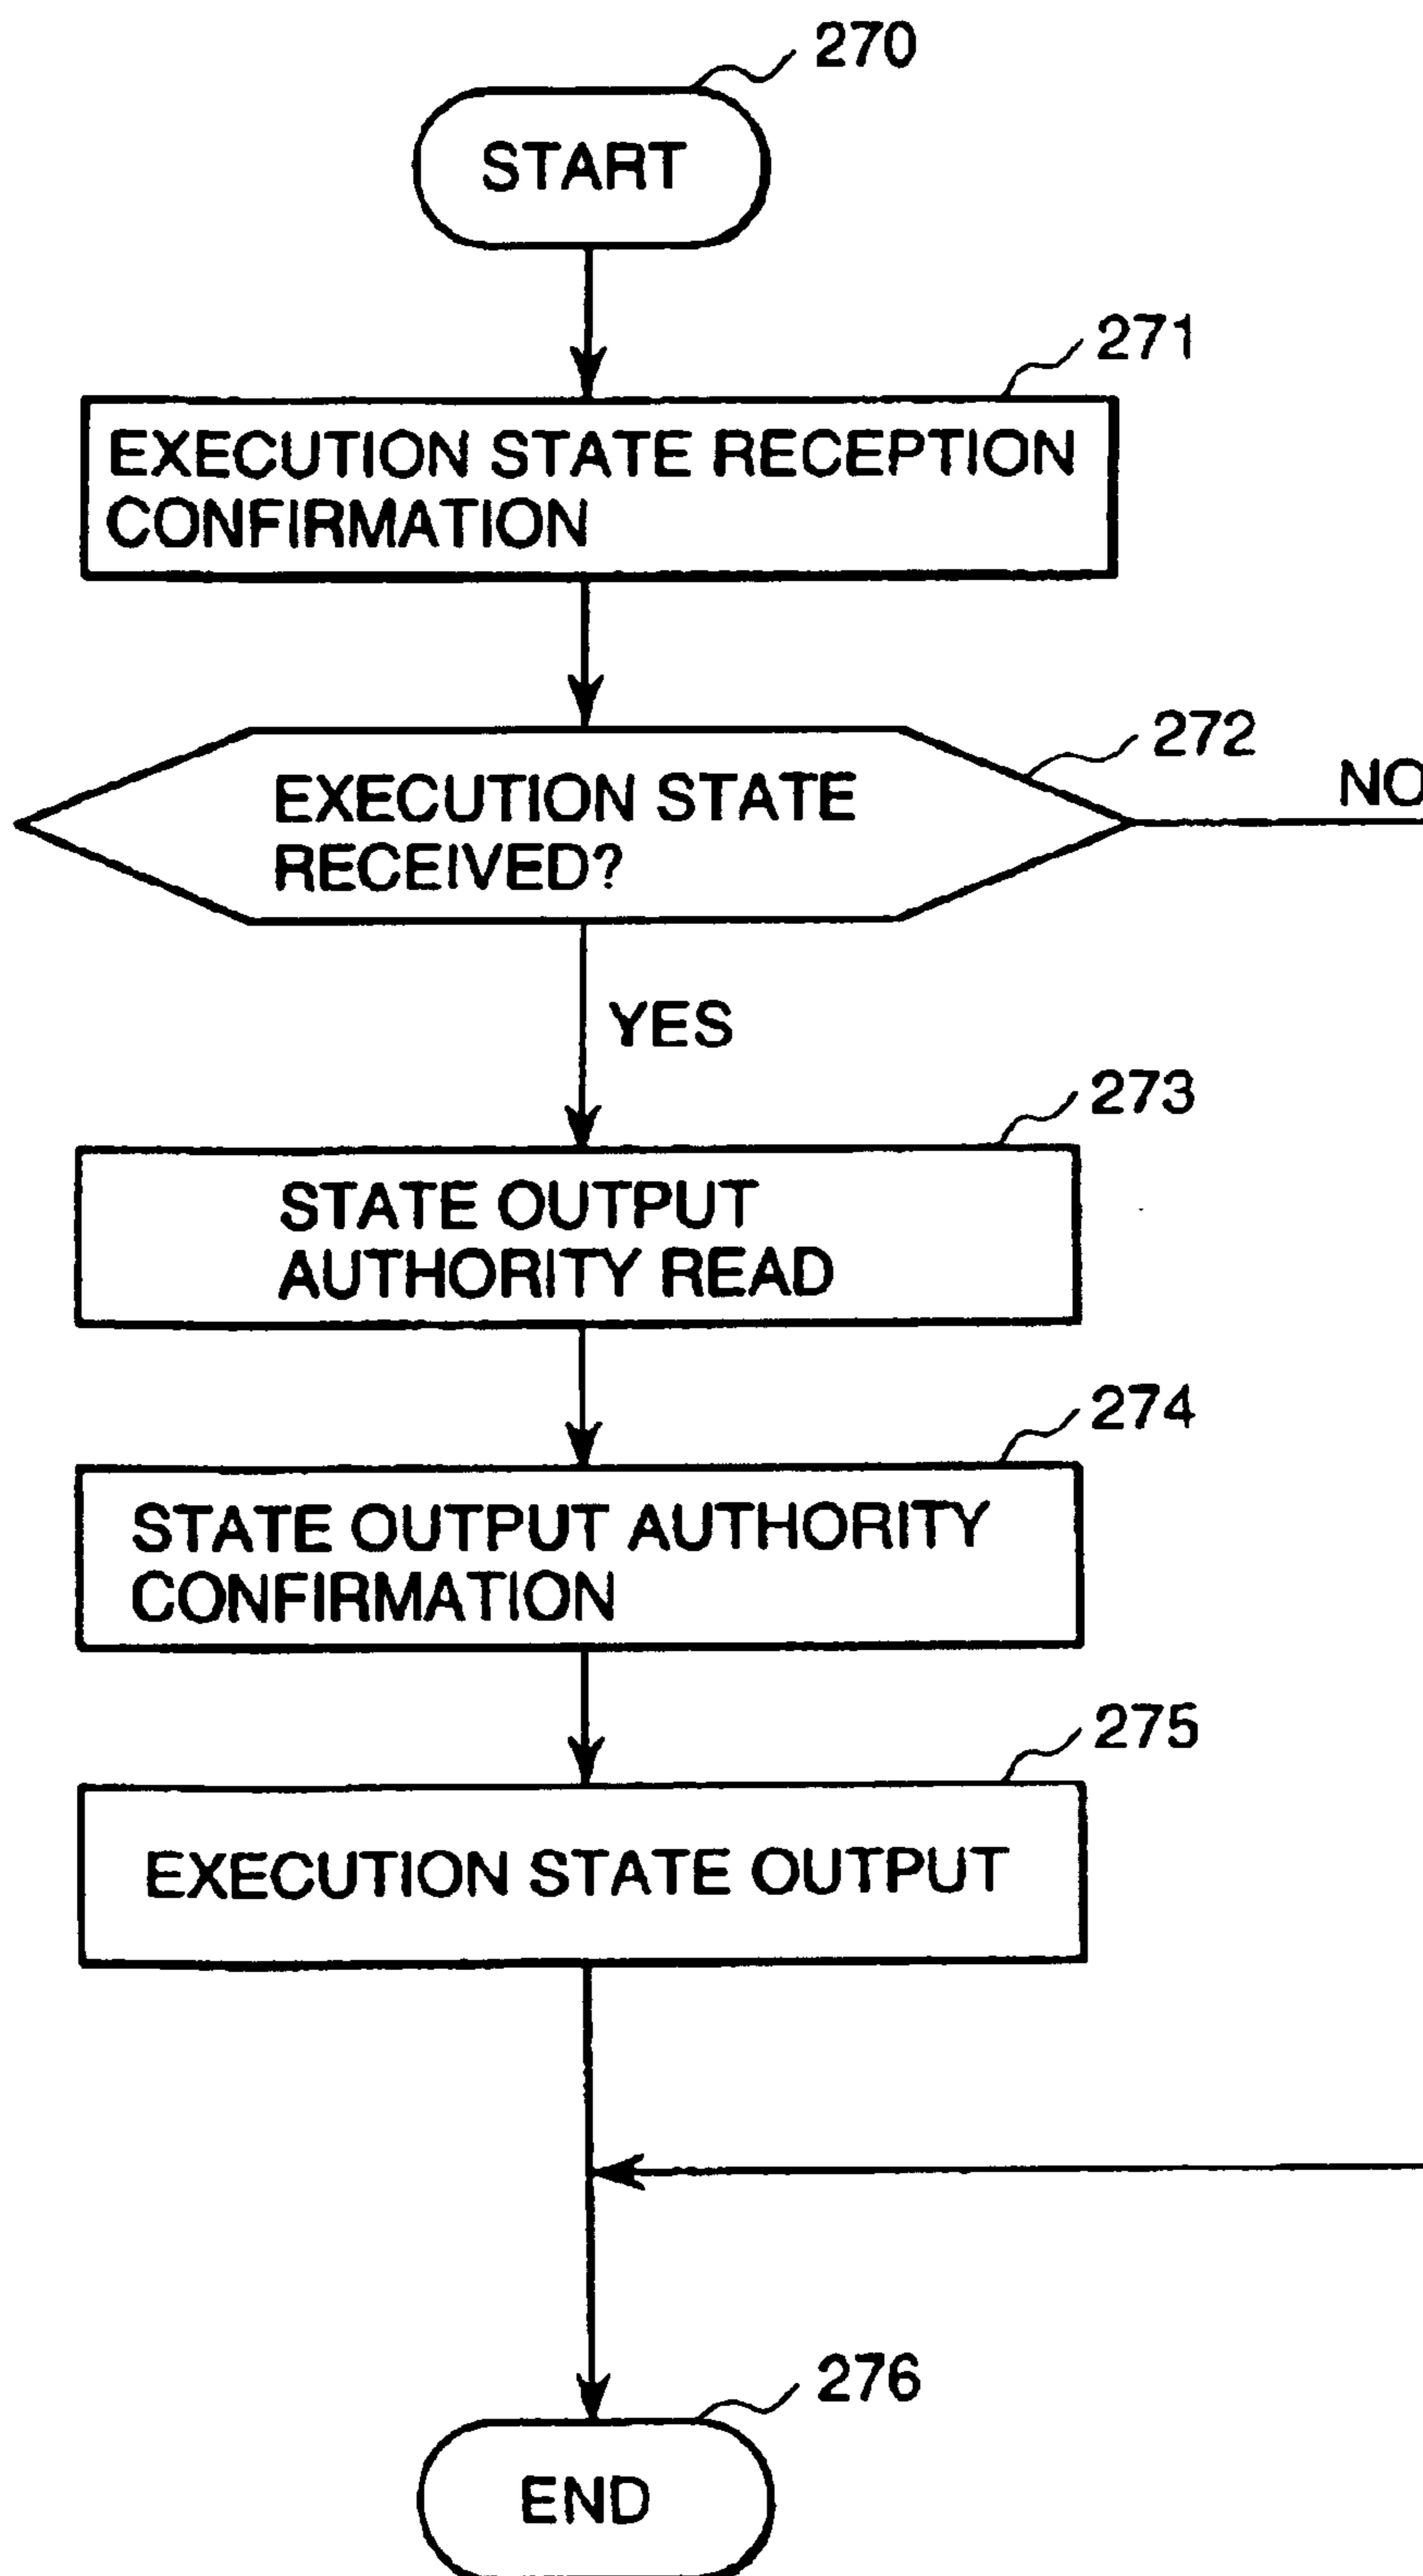 270
START
271
EXECUTION STATE RECEPTION
CONFIRMATION
272
EXECUTION STATE
RECEIVED?
NO
YES
273
STATE OUTPUT
AUTHORITY READ
274
STATE OUTPUT AUTHORITY
CONFIRMATION
275
EXECUTION STATE OUTPUT
276
END